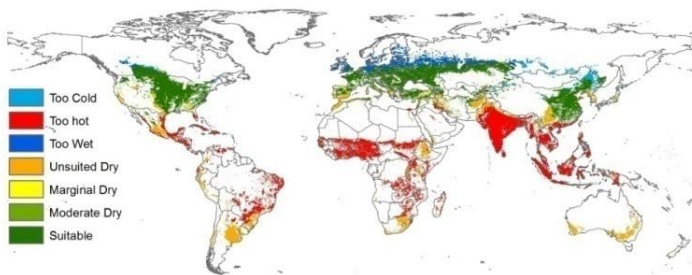 Too Cold
Too hot
Too Wet
Unsuited Dry
Marginal Dry
Moderate Dry
Suitable